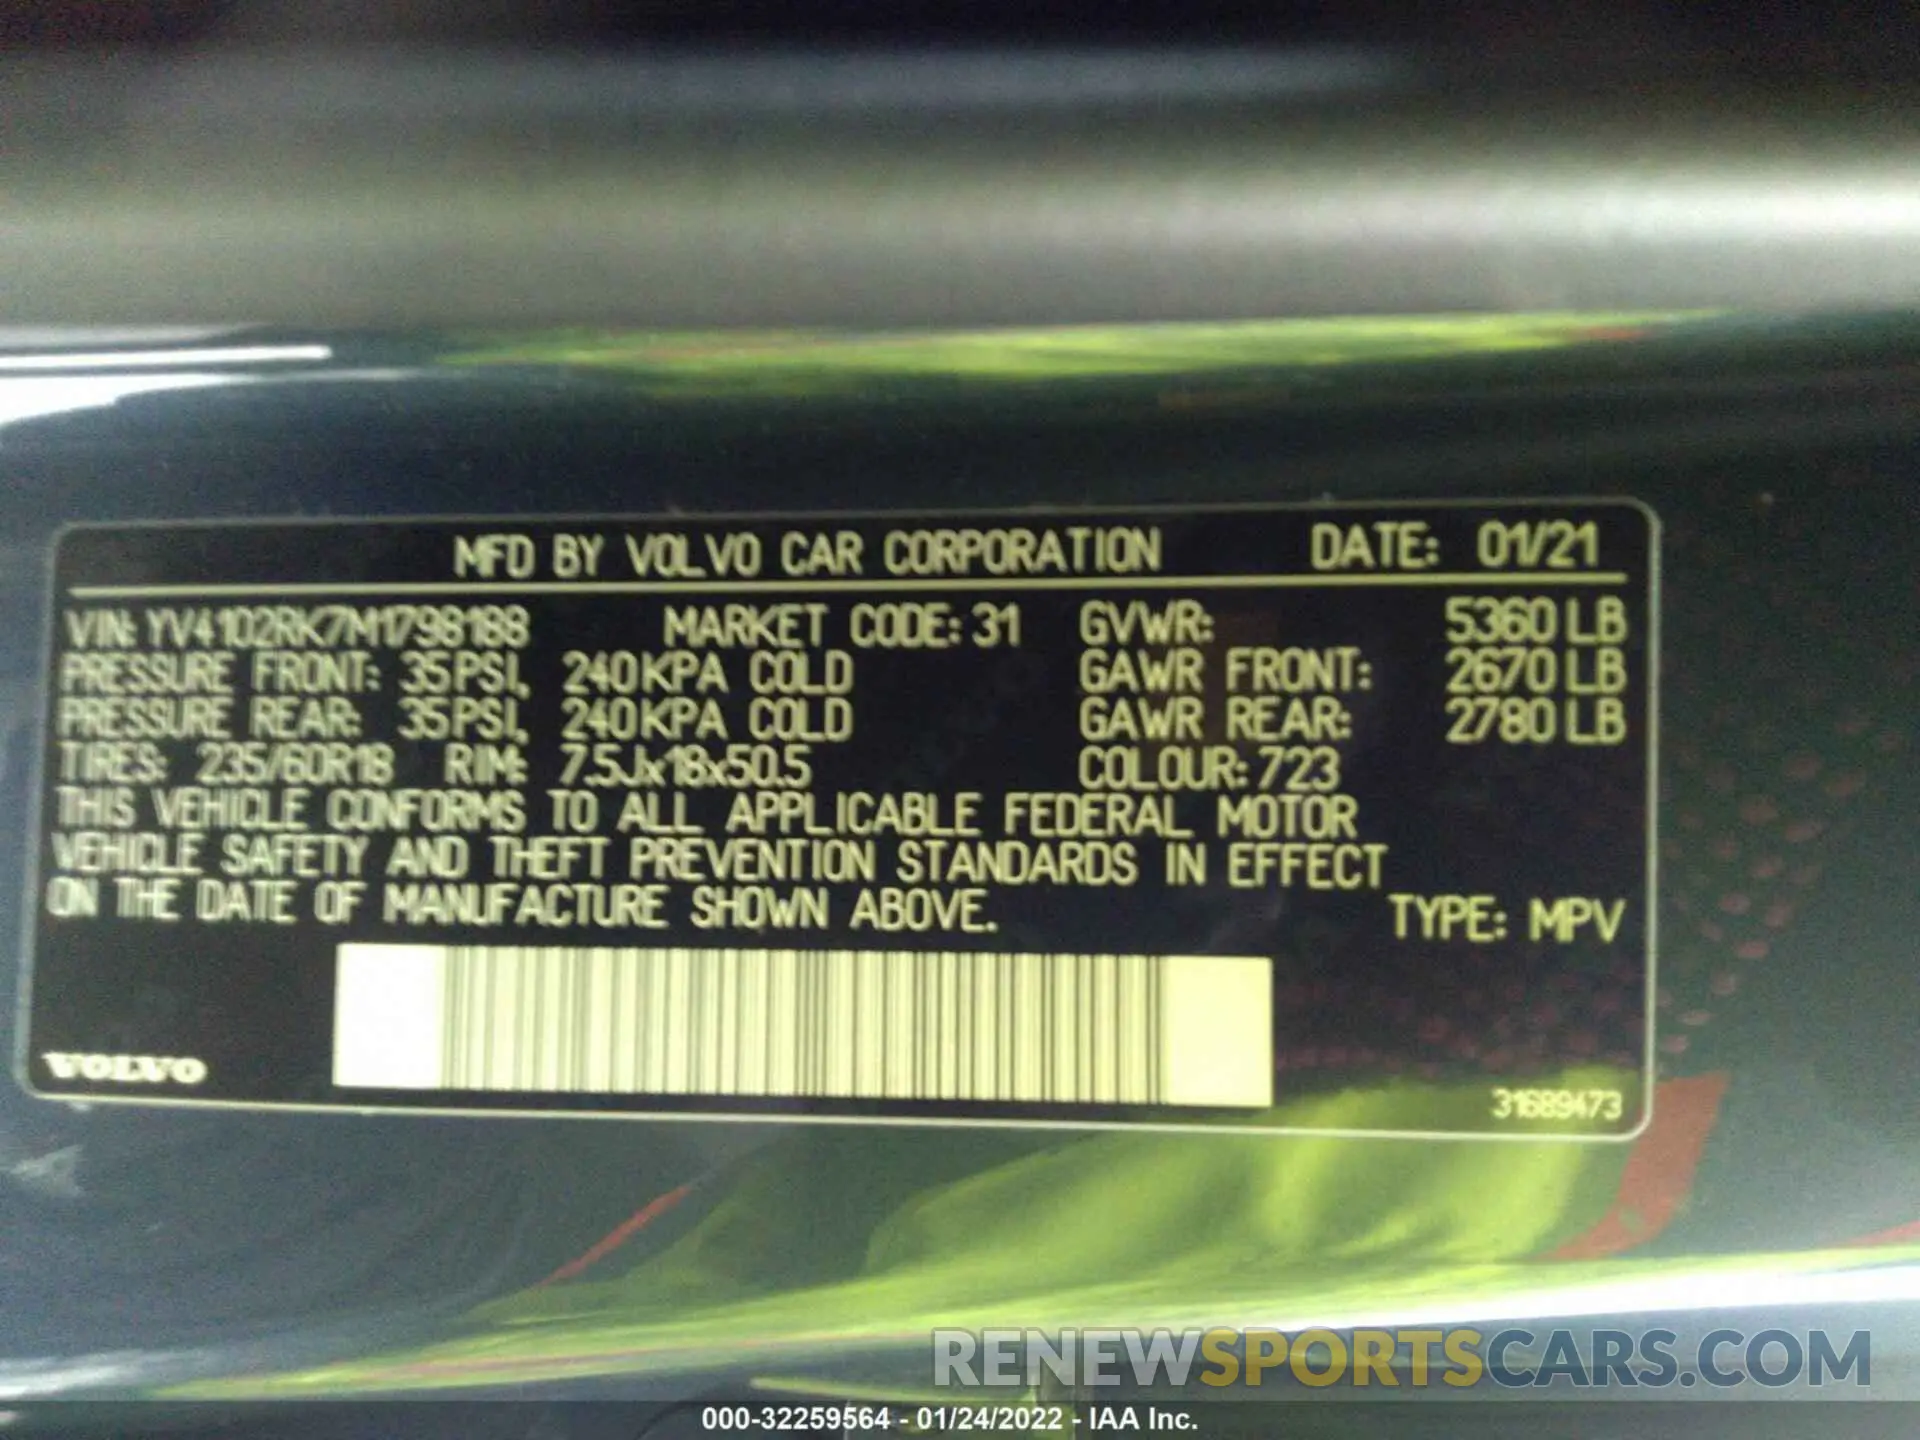 MFD BY VOLVO CAR CORPORATION DATE: 01/21
VIN: YV4102RK7M1798188 MARKET CODE: 31 GVWR: 5360 LB
PRESSURE FRONT: 35 PSI, 240 KPA COLD GAWR FRONT: 2670 LB
PRESSURE REAR: 35 PSI, 240 KPA COLD GAWR REAR: 2780 LB
TIRES: 235/60R18 RIM: 7.5Jx18x50.5 COLOUR: 723
THIS VEHICLE CONFORMS TO ALL APPLICABLE FEDERAL MOTOR
VEHICLE SAFETY AND THEFT PREVENTION STANDARDS IN EFFECT
ON THE DATE OF MANUFACTURE SHOWN ABOVE. TYPE: MPV
VOLVO
31689473
RENEWSPORTSCARS.COM
000-32259564 - 01/24/2022 - IAA Inc.